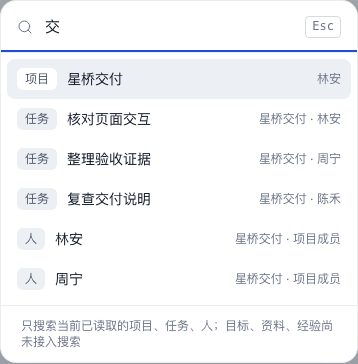 交 Esc
项目 星桥交付 林安
任务 核对页面交互 星桥交付 · 林安
任务 整理验收证据 星桥交付 · 周宁
任务 复查交付说明 星桥交付 · 陈禾
人 林安 星桥交付 · 项目成员
人 周宁 星桥交付 · 项目成员
只搜索当前已读取的项目、任务、人；目标、资料、经验尚
未接入搜索